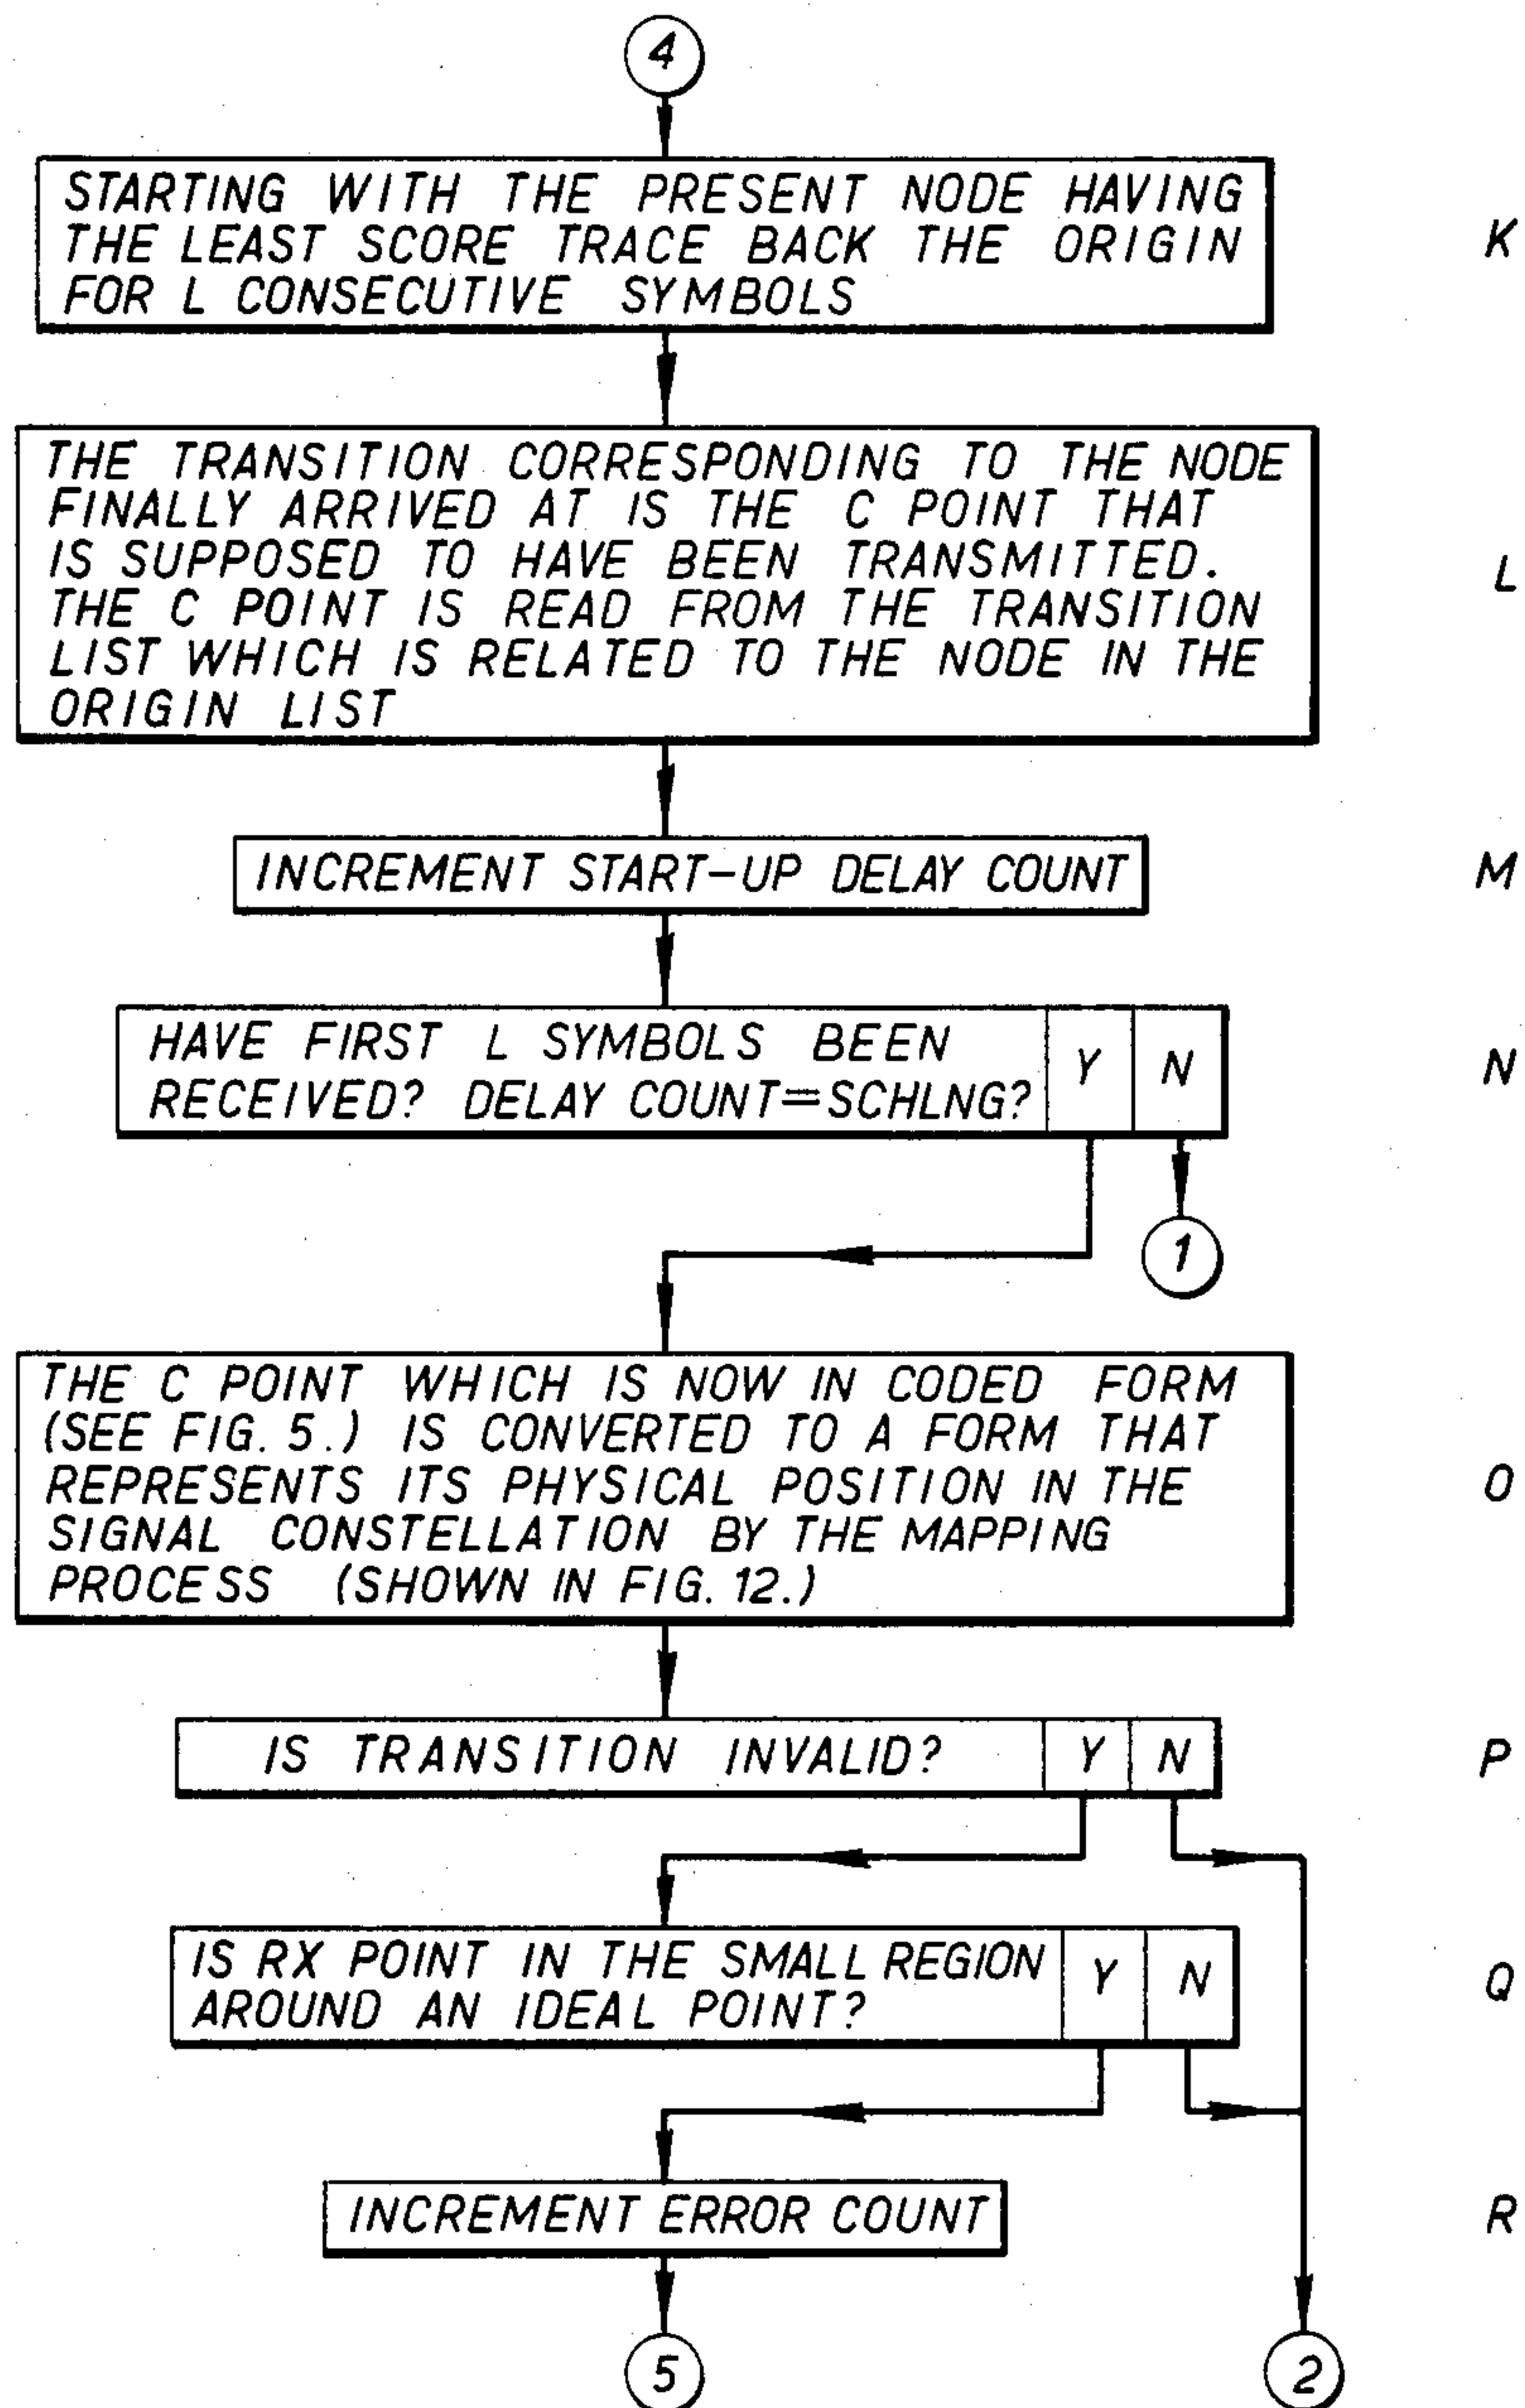 4
STARTING WITH THE PRESENT NODE HAVING
THE LEAST SCORE TRACE BACK THE ORIGIN
FOR L CONSECUTIVE SYMBOLS
K
THE TRANSITION CORRESPONDING TO THE NODE
FINALLY ARRIVED AT IS THE C POINT THAT
IS SUPPOSED TO HAVE BEEN TRANSMITTED.
THE C POINT IS READ FROM THE TRANSITION
LIST WHICH IS RELATED TO THE NODE IN THE
ORIGIN LIST
L
INCREMENT START-UP DELAY COUNT
M
HAVE FIRST L SYMBOLS BEEN
RECEIVED? DELAY COUNT=SCHLNG?
Y N
N
1
THE C POINT WHICH IS NOW IN CODED FORM
(SEE FIG. 5.) IS CONVERTED TO A FORM THAT
REPRESENTS ITS PHYSICAL POSITION IN THE
SIGNAL CONSTELLATION BY THE MAPPING
PROCESS (SHOWN IN FIG. 12.)
O
IS TRANSITION INVALID? Y N
P
IS RX POINT IN THE SMALL REGION
AROUND AN IDEAL POINT?
Y N
Q
INCREMENT ERROR COUNT
R
5
2